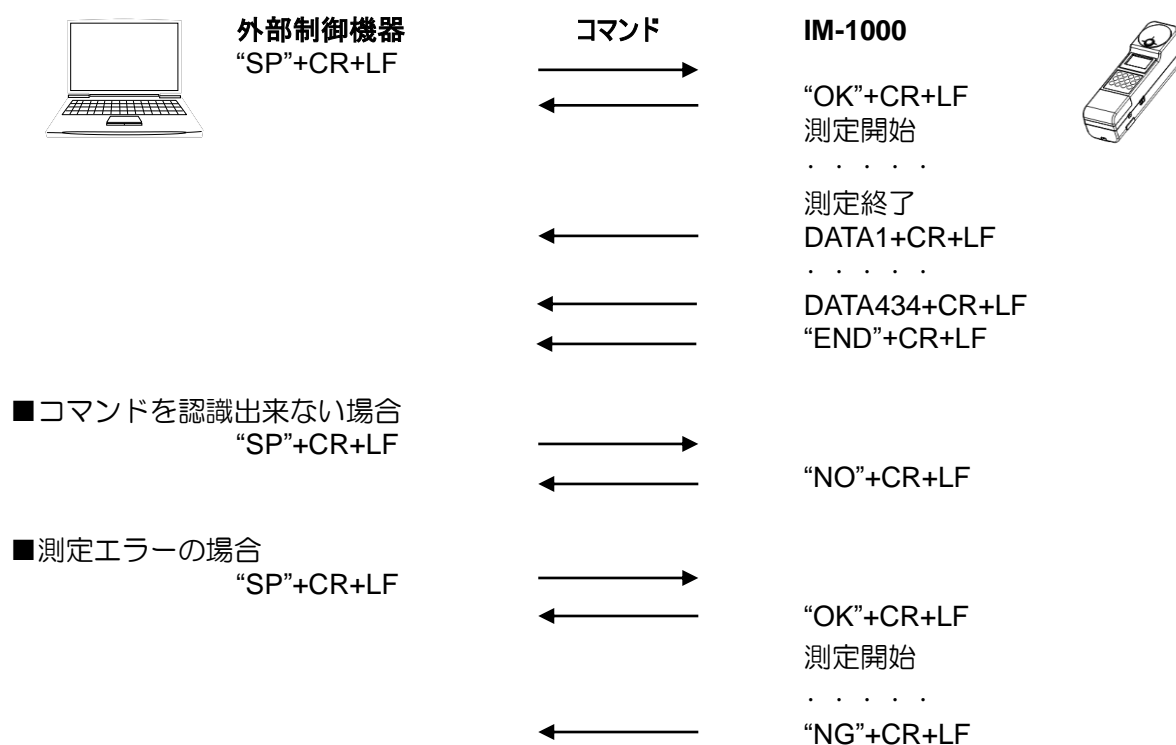 外部制御機器 コマンド IM-1000
“SP”+CR+LF
“OK”+CR+LF
測定開始
・・・・・
測定終了
DATA1+CR+LF
・・・・・
DATA434+CR+LF
“END”+CR+LF
■コマンドを認識出来ない場合
“SP”+CR+LF
“NO”+CR+LF
■測定エラーの場合
“SP”+CR+LF
“OK”+CR+LF
測定開始
・・・・・
“NG”+CR+LF